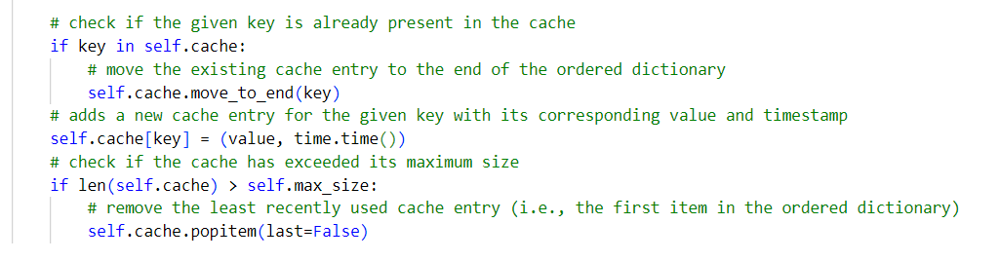 # check if the given key is already present in the cache
if key in self.cache:
# move the existing cache entry to the end of the ordered dictionary
self.cache.move_to_end(key)
# adds a new cache entry for the given key with its corresponding value and timestamp
self.cache[key] = (value, time.time())
# check if the cache has exceeded its maximum size
if len(self.cache) > self.max_size:
# remove the least recently used cache entry (i.e., the first item in the ordered dictionary)
self.cache.popitem(last=False)